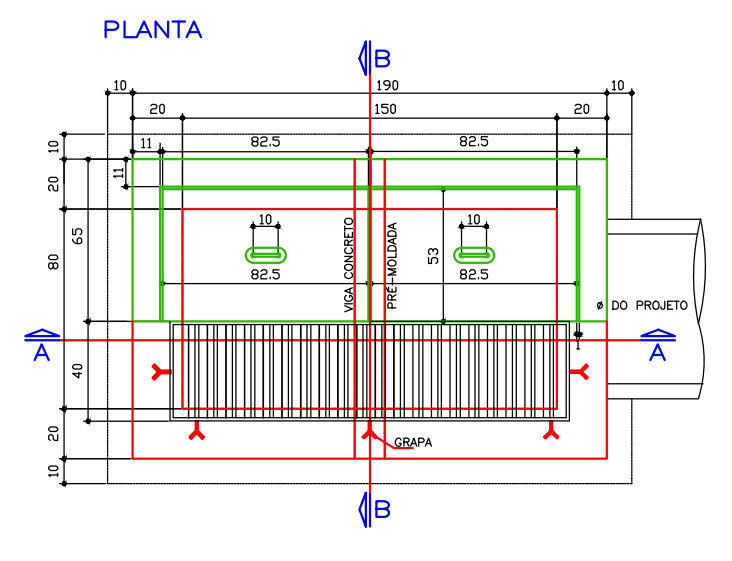 PLANTA
B
10 190 10
20 150 20
11 82.5 82.5
10
11
20
10 10
65
80
53
VIGA CONCRETO
PRÉ-MOLDADA
82.5 82.5
ø DO PROJETO
1
A A
40
20
GRAPA
10
B